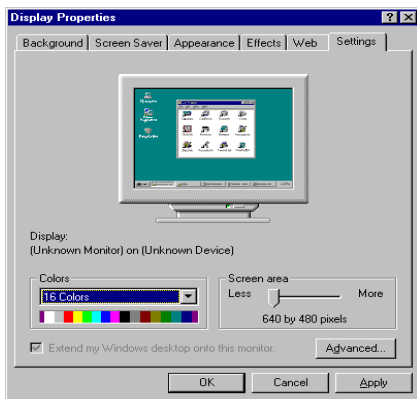 Display Properties
Background Screen Saver Appearance Effects Web Settings
Display:
(Unknown Monitor) on (Unknown Device)
Colors
16 Colors
Screen area
Less More
640 by 480 pixels
Extend my Windows desktop onto this monitor.
Advanced...
OK Cancel Apply